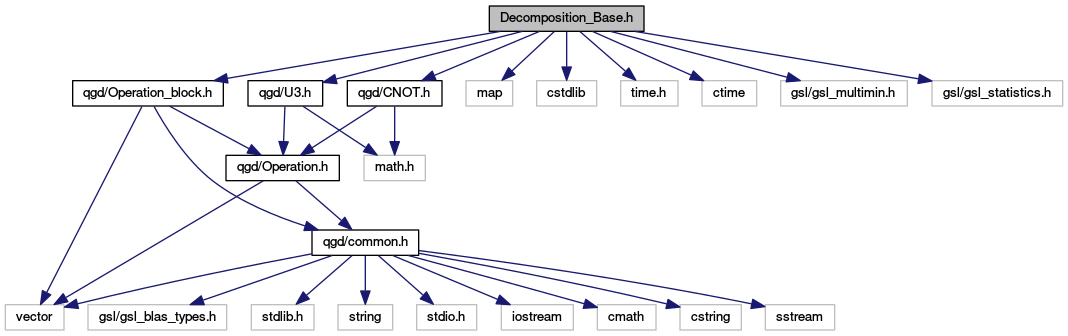 Decomposition_Base.h
qgd/Operation_block.h
qgd/U3.h
qgd/CNOT.h
map
cstdlib
time.h
ctime
gsl/gsl_multimin.h
gsl/gsl_statistics.h
qgd/Operation.h
math.h
qgd/common.h
vector
gsl/gsl_blas_types.h
stdlib.h
string
stdio.h
iostream
cmath
cstring
sstream